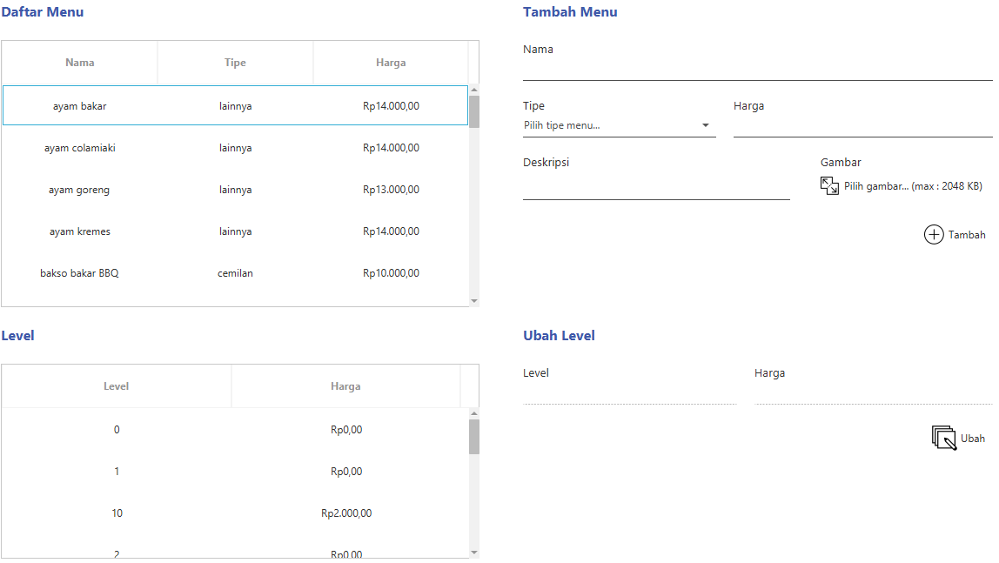 Daftar Menu
Nama Tipe Harga
ayam bakar lainnya Rp14.000,00
ayam colamiaki lainnya Rp14.000,00
ayam goreng lainnya Rp13.000,00
ayam kremes lainnya Rp14.000,00
bakso bakar BBQ cemilan Rp10.000,00
Tambah Menu
Nama
Tipe Harga
Pilih tipe menu...
Deskripsi Gambar
Pilih gambar... (max : 2048 KB)
Tambah
Level
Level Harga
0 Rp0,00
1 Rp0,00
10 Rp2.000,00
2 Rp0,00
Ubah Level
Level Harga
Ubah